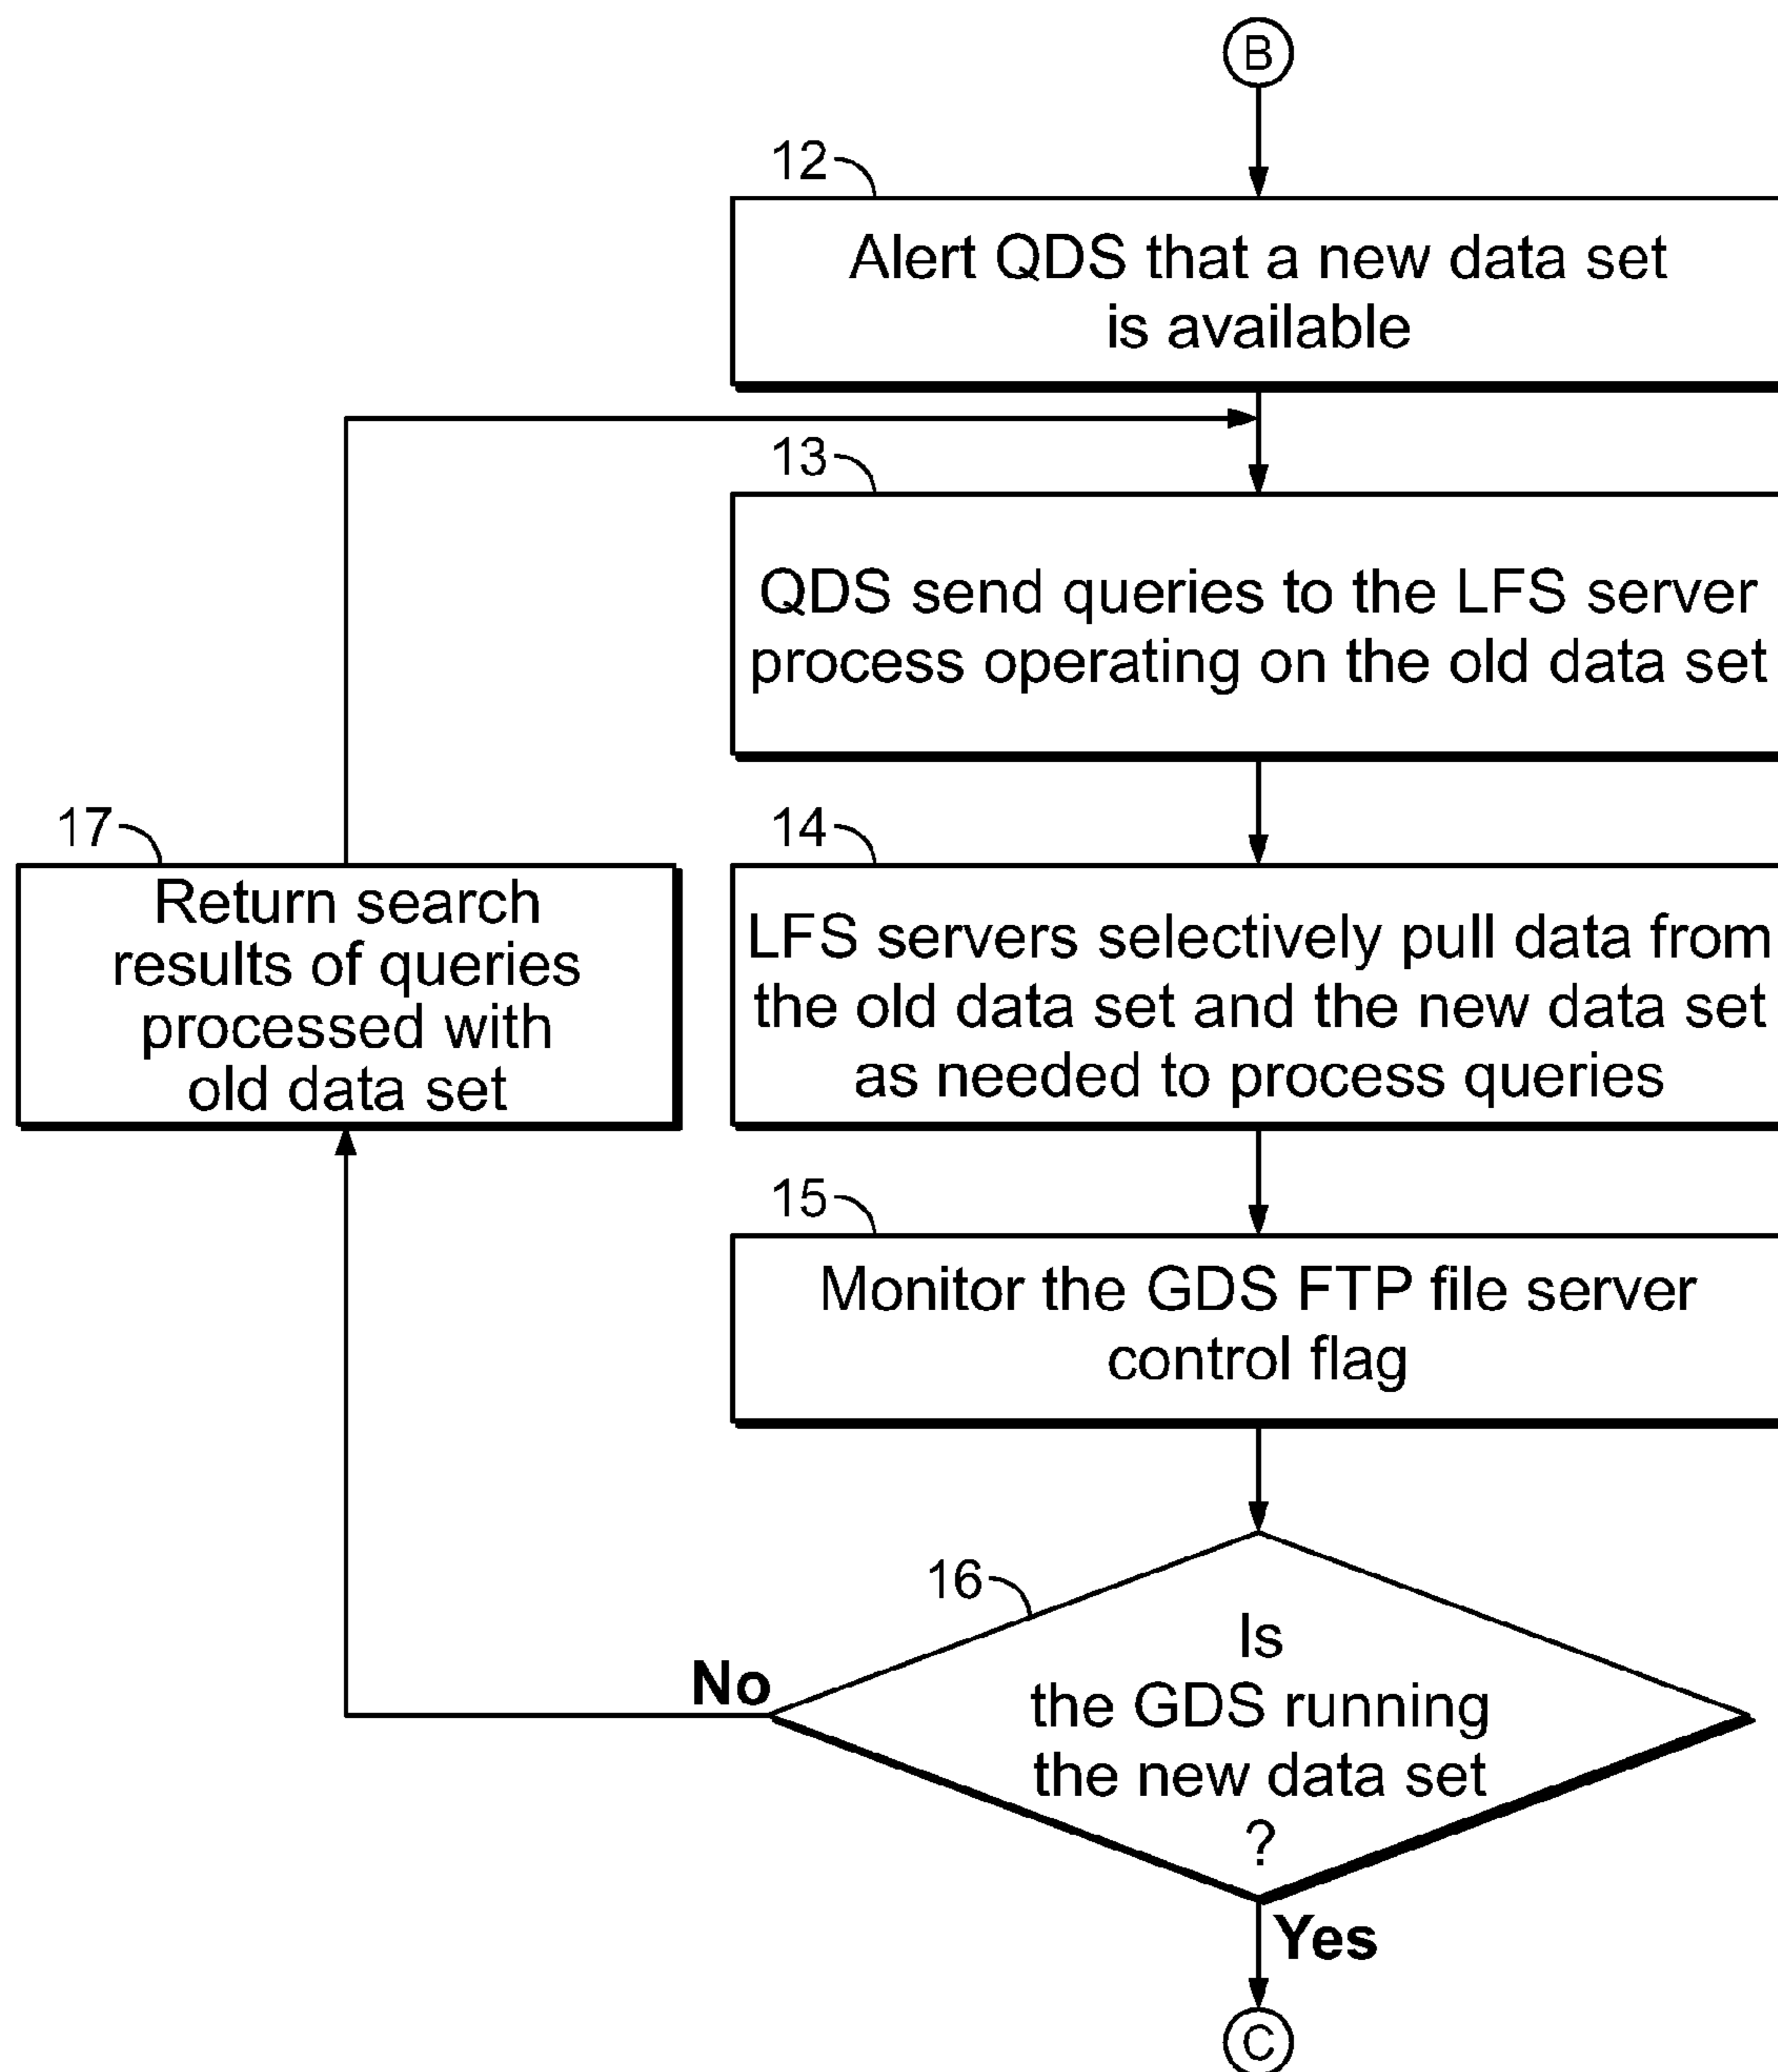 B
12
Alert QDS that a new data set
is available
13
QDS send queries to the LFS server
process operating on the old data set
17
Return search
results of queries
processed with
old data set
14
LFS servers selectively pull data from
the old data set and the new data set
as needed to process queries
15
Monitor the GDS FTP file server
control flag
16
Is
the GDS running
the new data set
?
No
Yes
C